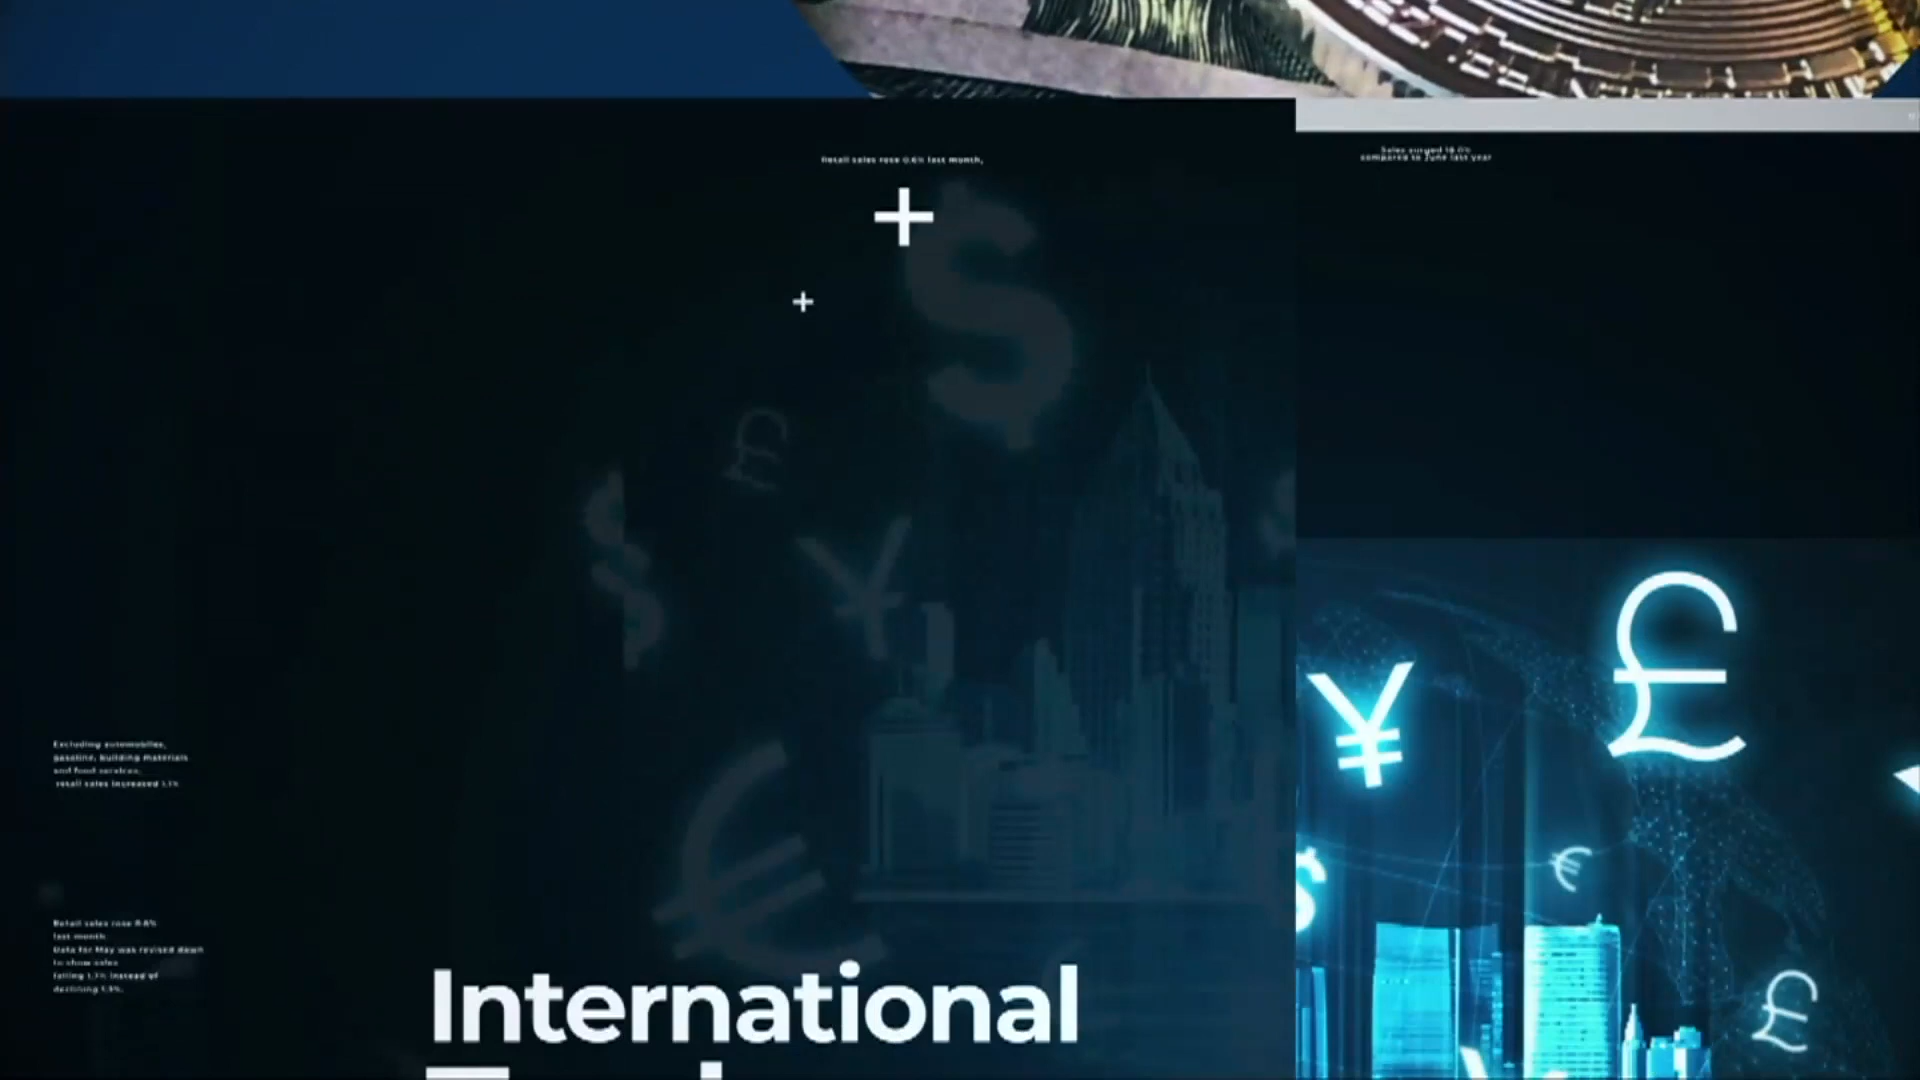 Retail sales rose 0.6% last month,
Sales surged 18.0%
compared to June last year
Excluding automobiles,
gasoline, building materials
and food services,
retail sales increased 1.1%
Retail sales rose 0.6%
last month.
Data for May was revised down
to show sales
falling 1.7% instead of
declining 1.3%.
International